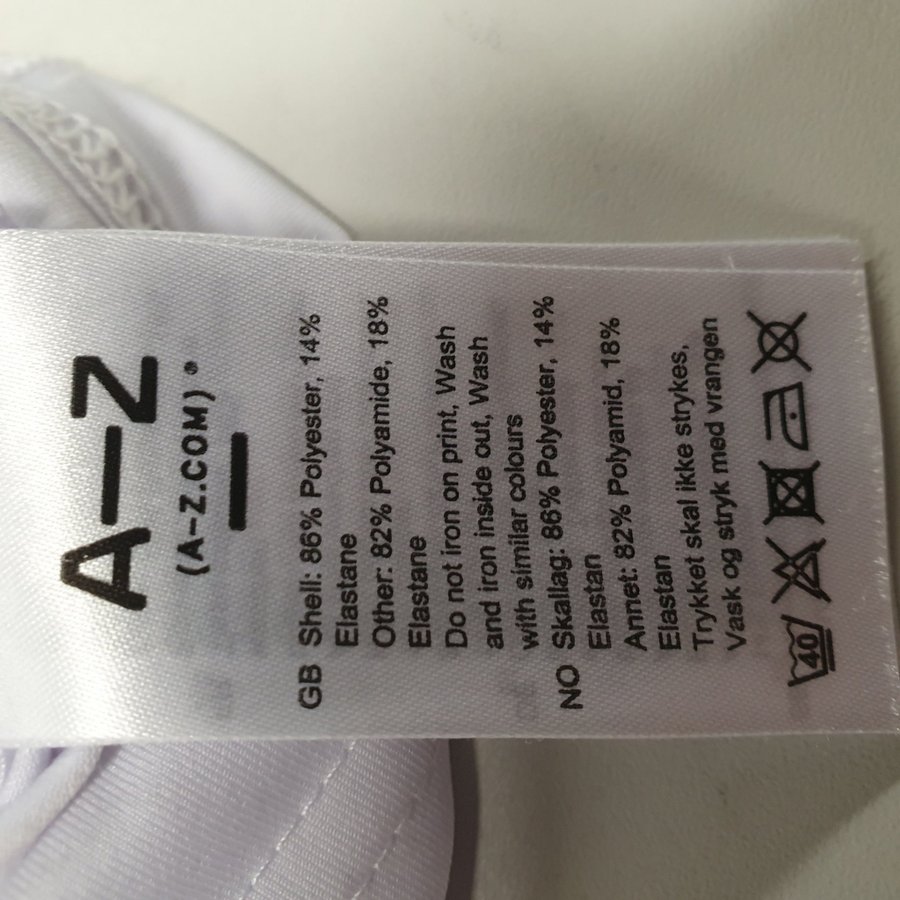 A–Z
(A–Z.COM)®
GB Shell: 86% Polyester, 14%
Elastane
Other: 82% Polyamide, 18%
Elastane
Do not iron on print, Wash
and iron inside out, Wash
with similar colours
NO Skallag: 86% Polyester, 14%
Elastan
Annet: 82% Polyamid, 18%
Elastan
Trykket skal ikke strykes,
Vask og stryk med vrangen
40